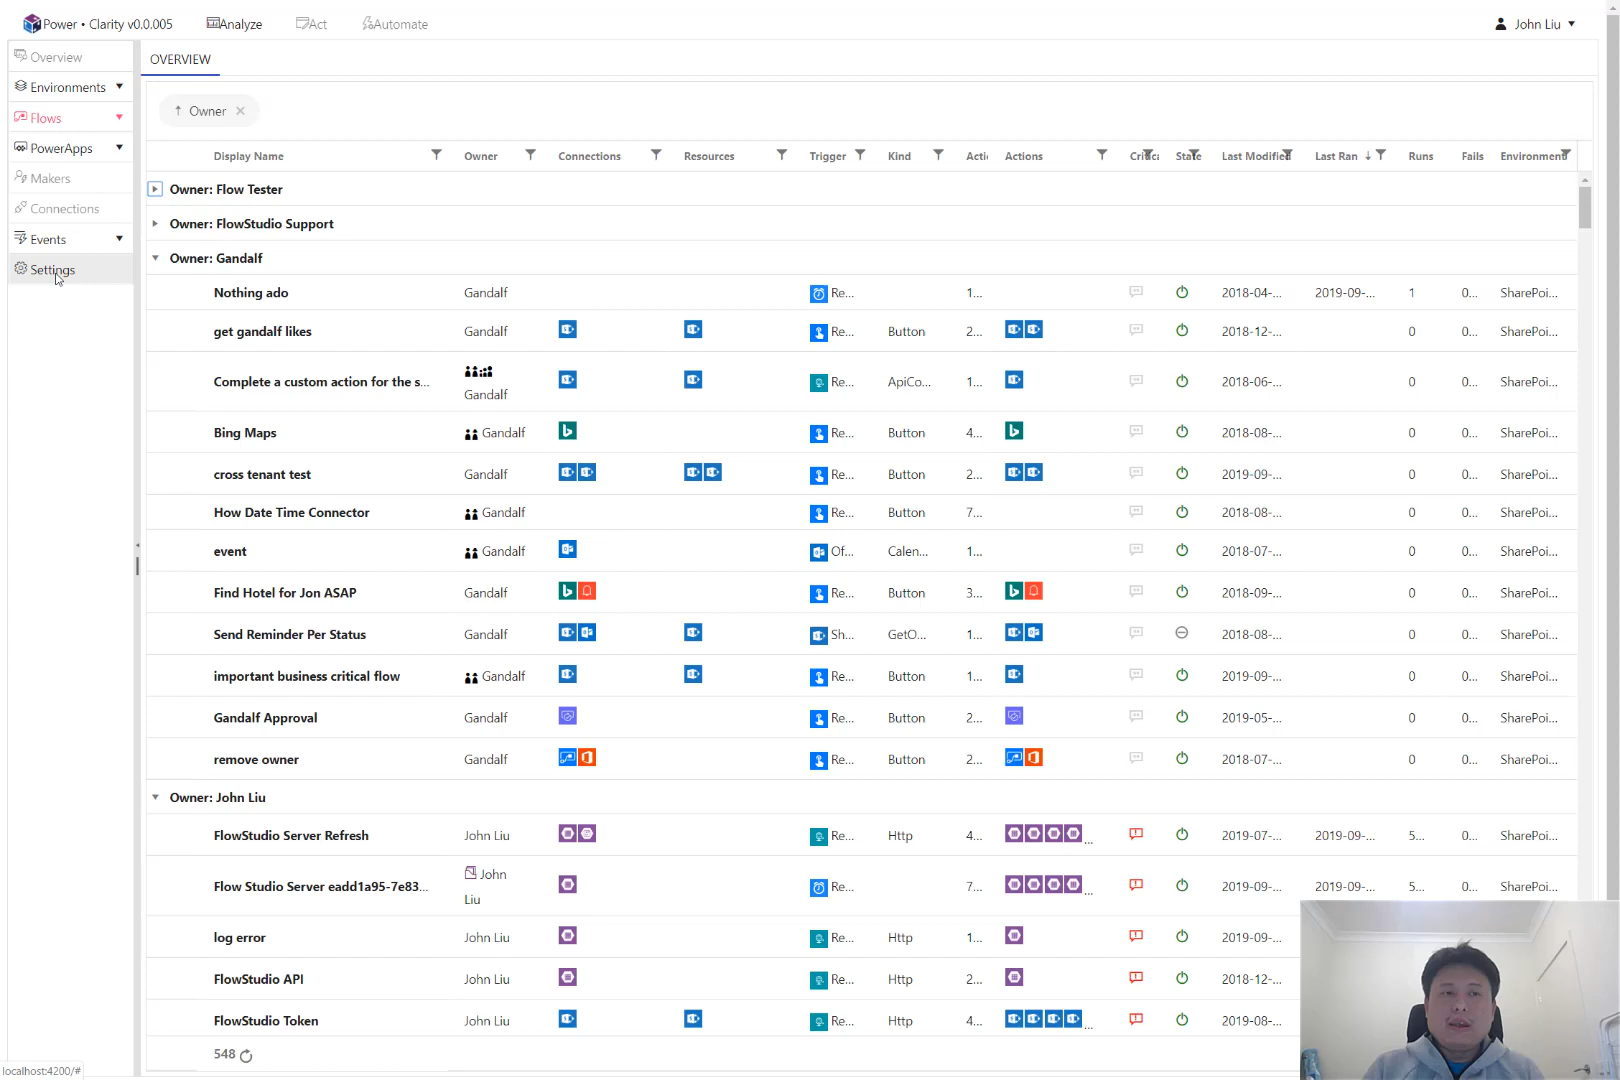 Power • Clarity v0.0.005 Analyze Act Automate John Liu
Overview
Environments
Flows
PowerApps
Makers
Connections
Events
Settings
OVERVIEW
↑ Owner ×
Display Name Owner Connections Resources Trigger Kind Acti Actions Critica State Last Modified Last Ran ↓ Runs Fails Environment
Owner: Flow Tester
Owner: FlowStudio Support
Owner: Gandalf
Nothing ado Gandalf Re... 1... 2018-04-... 2019-09-... 1 0... SharePoi...
get gandalf likes Gandalf Re... Button 2... 2018-12-... 0 0... SharePoi...
Complete a custom action for the s... Gandalf Re... ApiCo... 1... 2018-06-... 0 0... SharePoi...
Bing Maps Gandalf Re... Button 4... 2018-08-... 0 0... SharePoi...
cross tenant test Gandalf Re... Button 2... 2019-09-... 0 0... SharePoi...
How Date Time Connector Gandalf Re... Button 7... 2018-08-... 0 0... SharePoi...
event Gandalf Of... Calen... 1... 2018-07-... 0 0... SharePoi...
Find Hotel for Jon ASAP Gandalf Re... Button 3... 2018-09-... 0 0... SharePoi...
Send Reminder Per Status Gandalf Sh... GetO... 1... 2018-08-... 0 0... SharePoi...
important business critical flow Gandalf Re... Button 1... 2019-09-... 0 0... SharePoi...
Gandalf Approval Gandalf Re... Button 2... 2019-05-... 0 0... SharePoi...
remove owner Gandalf Re... Button 2... 2018-07-... 0 0... SharePoi...
Owner: John Liu
FlowStudio Server Refresh John Liu Re... Http 4... ... 2019-07-... 2019-09-... 5... 0... SharePoi...
Flow Studio Server eadd1a95-7e83... John Liu Re... 7... ... 2019-09-... 2019-09-... 5... 0... SharePoi...
log error John Liu Re... Http 1... 2019-09-...
FlowStudio API John Liu Re... Http 2... 2018-12-...
FlowStudio Token John Liu Re... Http 4... ... 2019-08-...
548
localhost:4200/#